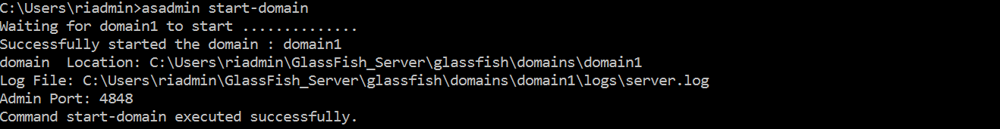 C:\Users\riadmin>asadmin start-domain
Waiting for domain1 to start ..............
Successfully started the domain : domain1
domain  Location: C:\Users\riadmin\GlassFish_Server\glassfish\domains\domain1
Log File: C:\Users\riadmin\GlassFish_Server\glassfish\domains\domain1\logs\server.log
Admin Port: 4848
Command start-domain executed successfully.